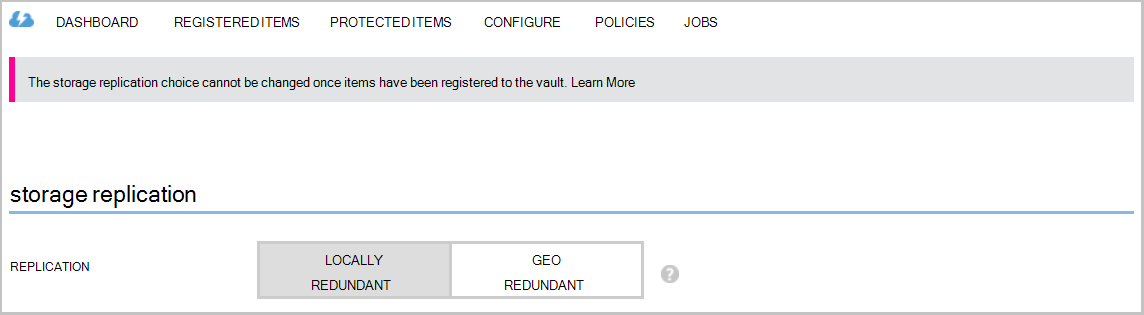 DASHBOARD REGISTERED ITEMS PROTECTED ITEMS CONFIGURE POLICIES JOBS
The storage replication choice cannot be changed once items have been registered to the vault. Learn More
storage replication
REPLICATION
LOCALLY REDUNDANT
GEO REDUNDANT
?